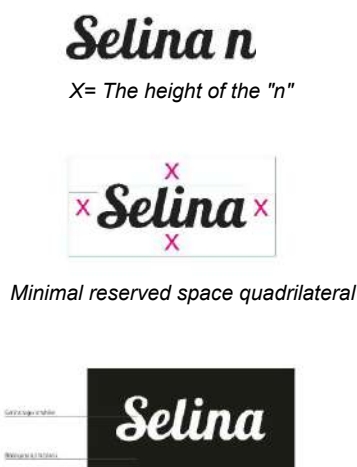 Selina n
X= The height of the "n"
X
X Selina X
X
Minimal reserved space quadrilateral
Selina